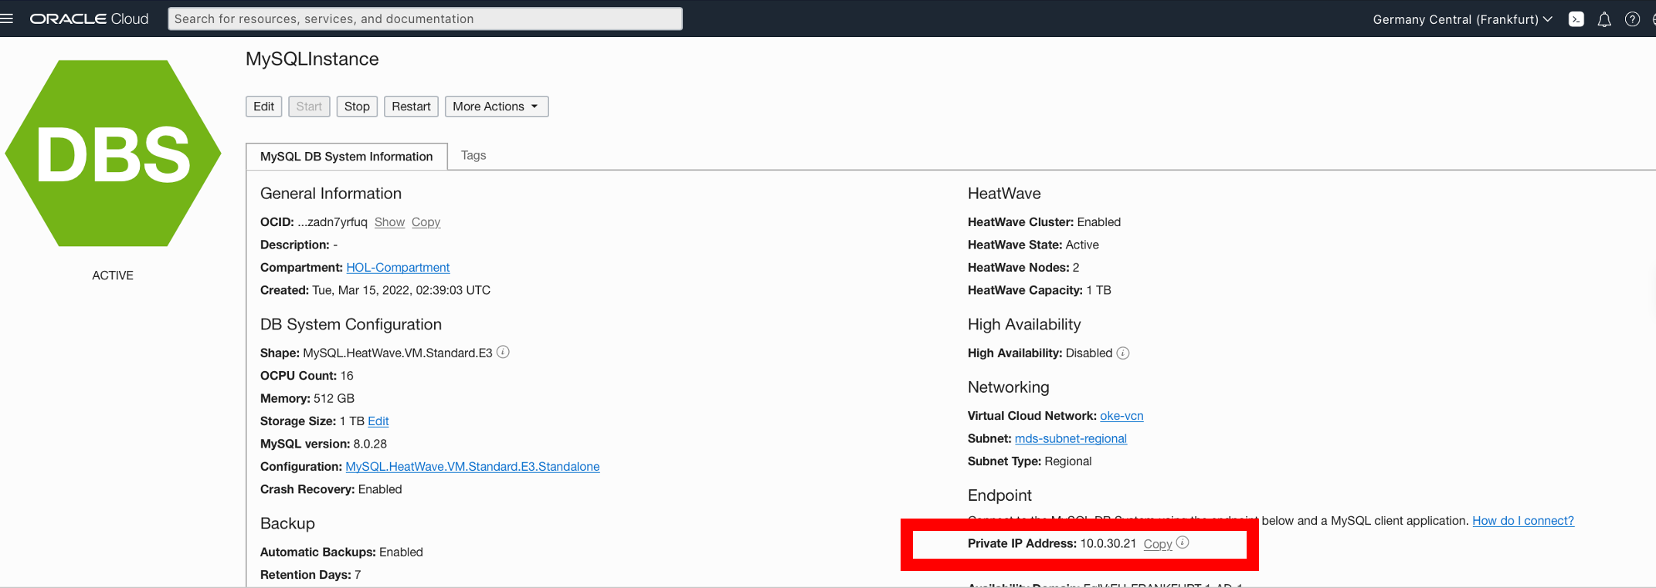 ORACLE Cloud
Search for resources, services, and documentation
Germany Central (Frankfurt)
DBS
ACTIVE
MySQLInstance
Edit
Start
Stop
Restart
More Actions
MySQL DB System Information
Tags
General Information
OCID: ...zadn7yrfuq Show Copy
Description: -
Compartment: HOL-Compartment
Created: Tue, Mar 15, 2022, 02:39:03 UTC
DB System Configuration
Shape: MySQL.HeatWave.VM.Standard.E3
OCPU Count: 16
Memory: 512 GB
Storage Size: 1 TB Edit
MySQL version: 8.0.28
Configuration: MySQL.HeatWave.VM.Standard.E3.Standalone
Crash Recovery: Enabled
Backup
Automatic Backups: Enabled
Retention Days: 7
HeatWave
HeatWave Cluster: Enabled
HeatWave State: Active
HeatWave Nodes: 2
HeatWave Capacity: 1 TB
High Availability
High Availability: Disabled
Networking
Virtual Cloud Network: oke-vcn
Subnet: mds-subnet-regional
Subnet Type: Regional
Endpoint
below and a MySQL client application. How do I connect?
Private IP Address: 10.0.30.21 Copy